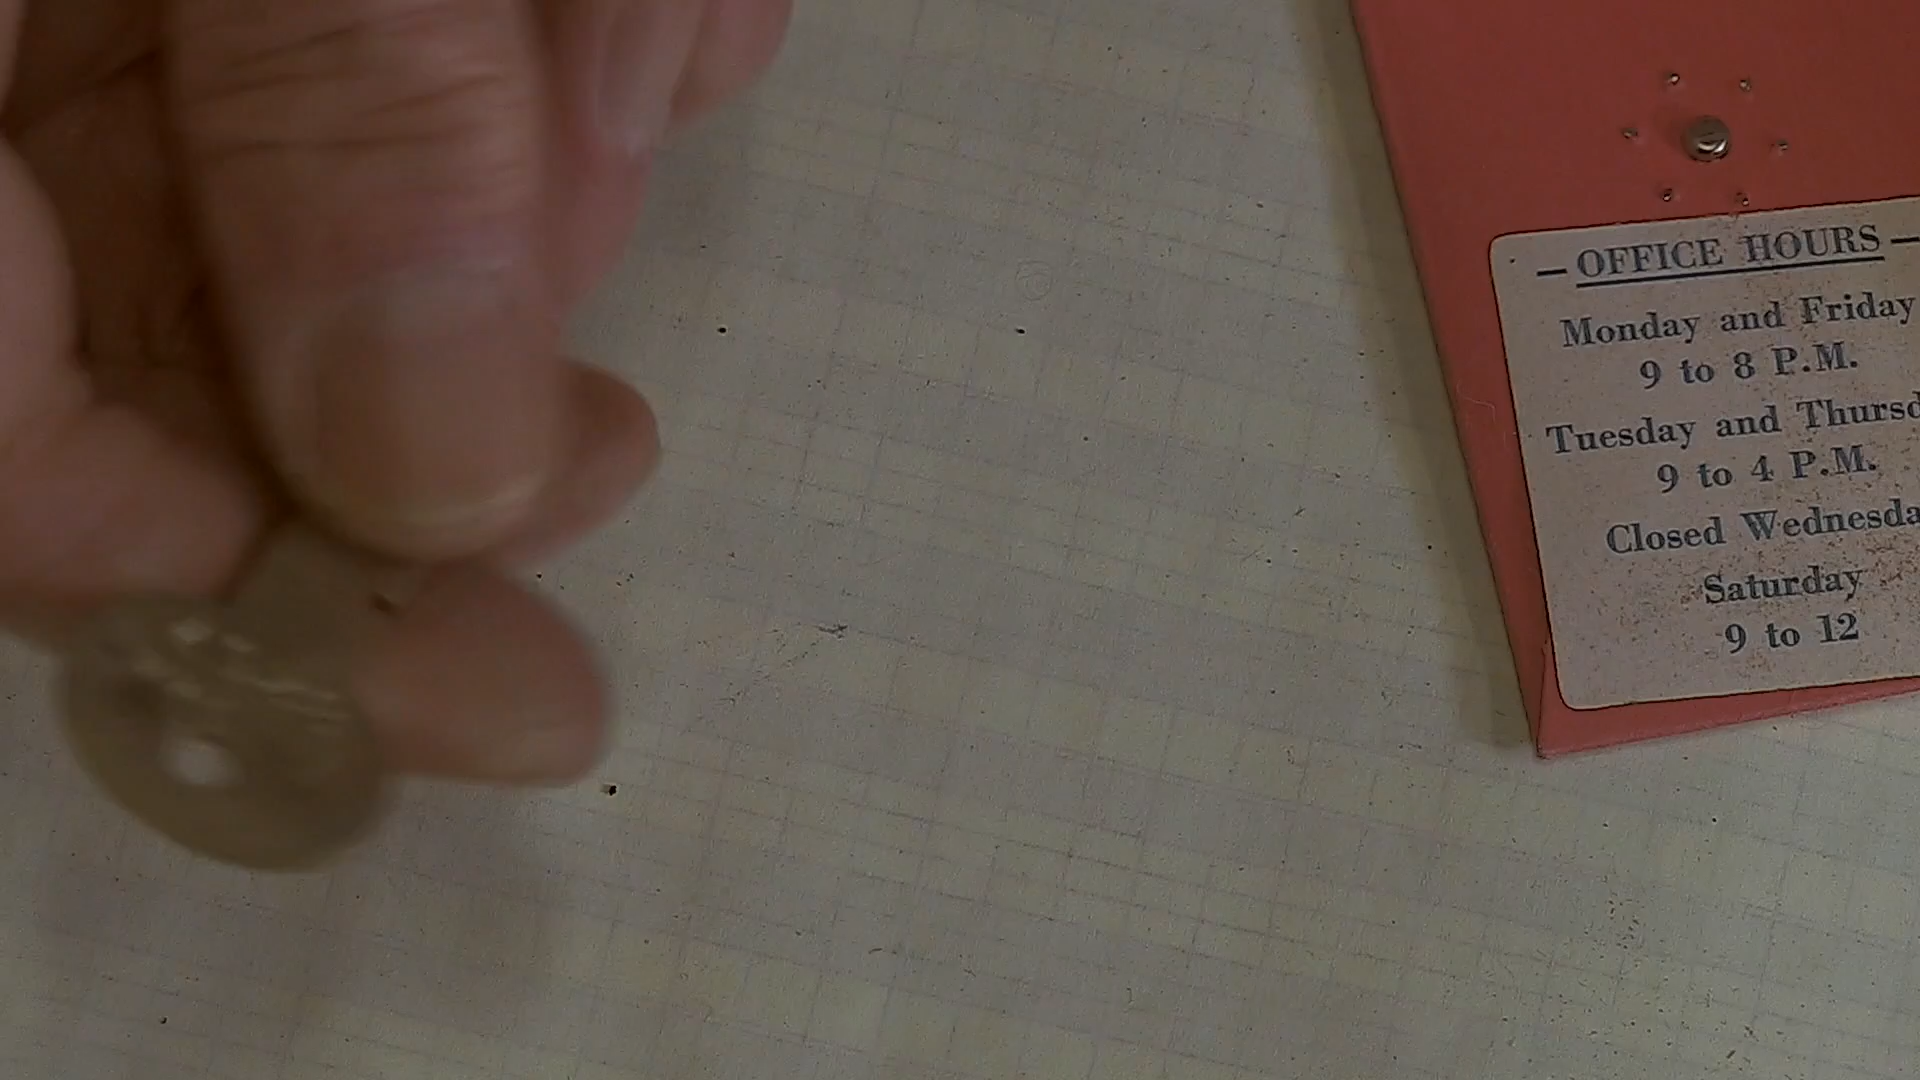 — OFFICE HOURS —
Monday and Friday
9 to 8 P.M.
Tuesday and Thursd
9 to 4 P.M.
Closed Wednesda
Saturday
9 to 12